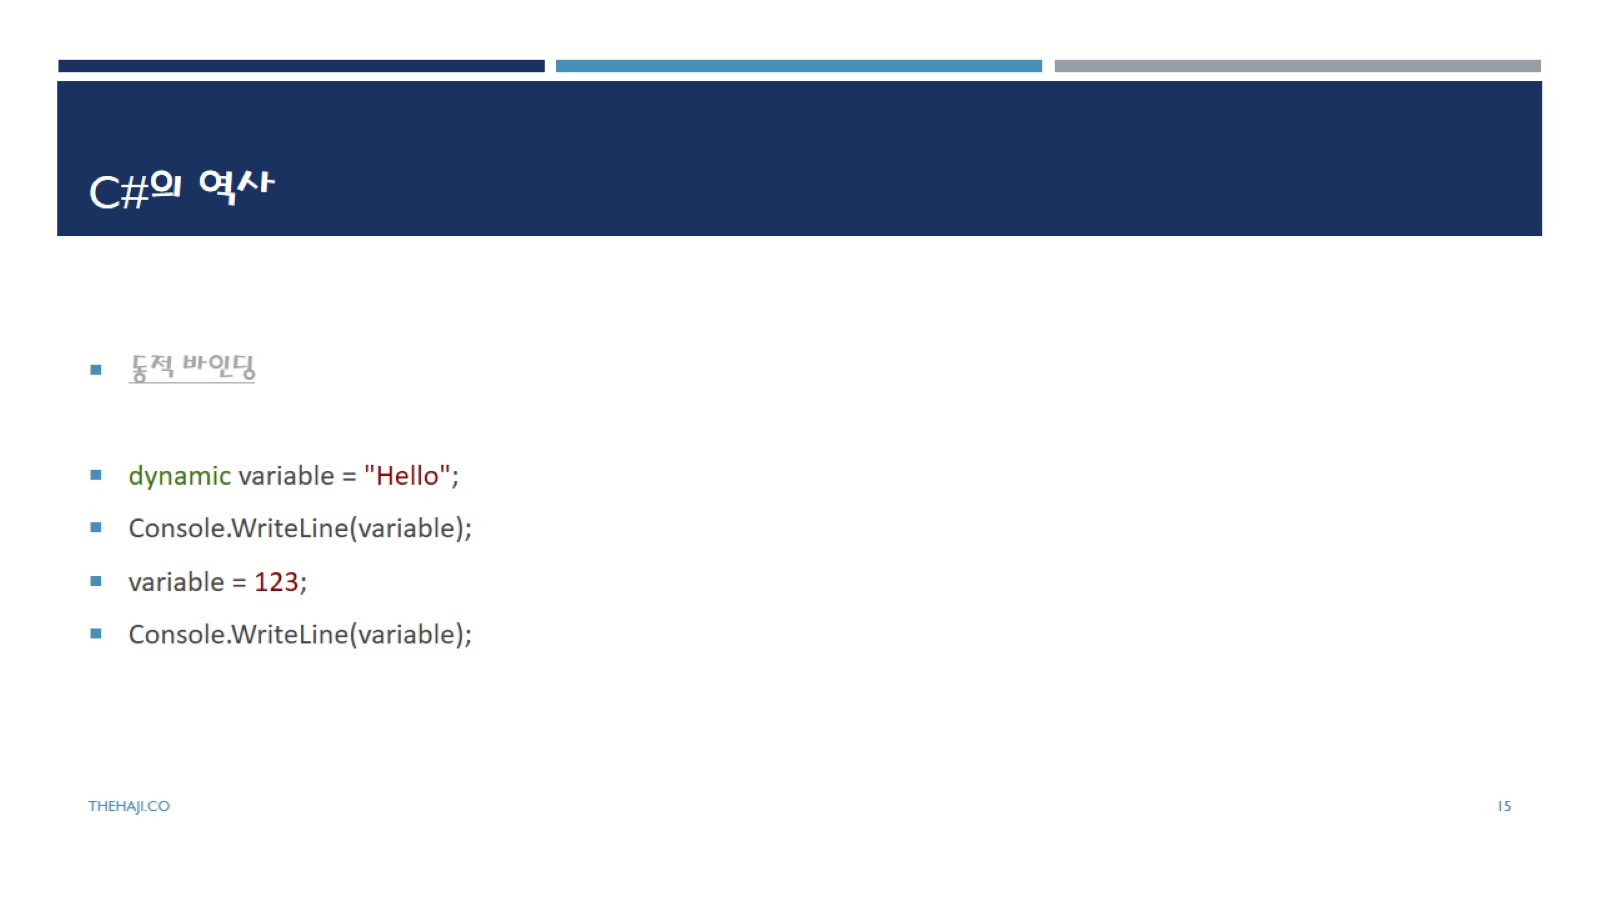 C#의 역사
동적 바인딩
dynamic variable = "Hello";
Console.WriteLine(variable);
variable = 123;
Console.WriteLine(variable);
THEHAJI.CO
15